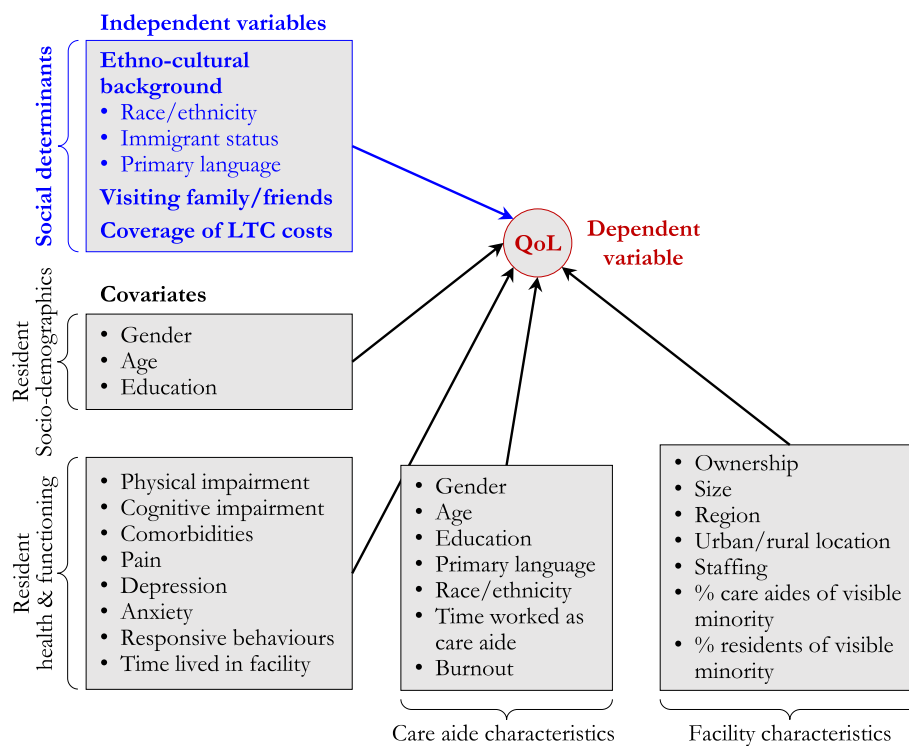 Independent variables
Social determinants
Ethno-cultural
background
• Race/ethnicity
• Immigrant status
• Primary language
Visiting family/friends
Coverage of LTC costs
QoL
Dependent
variable
Covariates
Resident
Socio-demographics
• Gender
• Age
• Education
Resident
health & functioning
• Physical impairment
• Cognitive impairment
• Comorbidities
• Pain
• Depression
• Anxiety
• Responsive behaviours
• Time lived in facility
• Gender
• Age
• Education
• Primary language
• Race/ethnicity
• Time worked as
care aide
• Burnout
Care aide characteristics
• Ownership
• Size
• Region
• Urban/rural location
• Staffing
• % care aides of visible
minority
• % residents of visible
minority
Facility characteristics